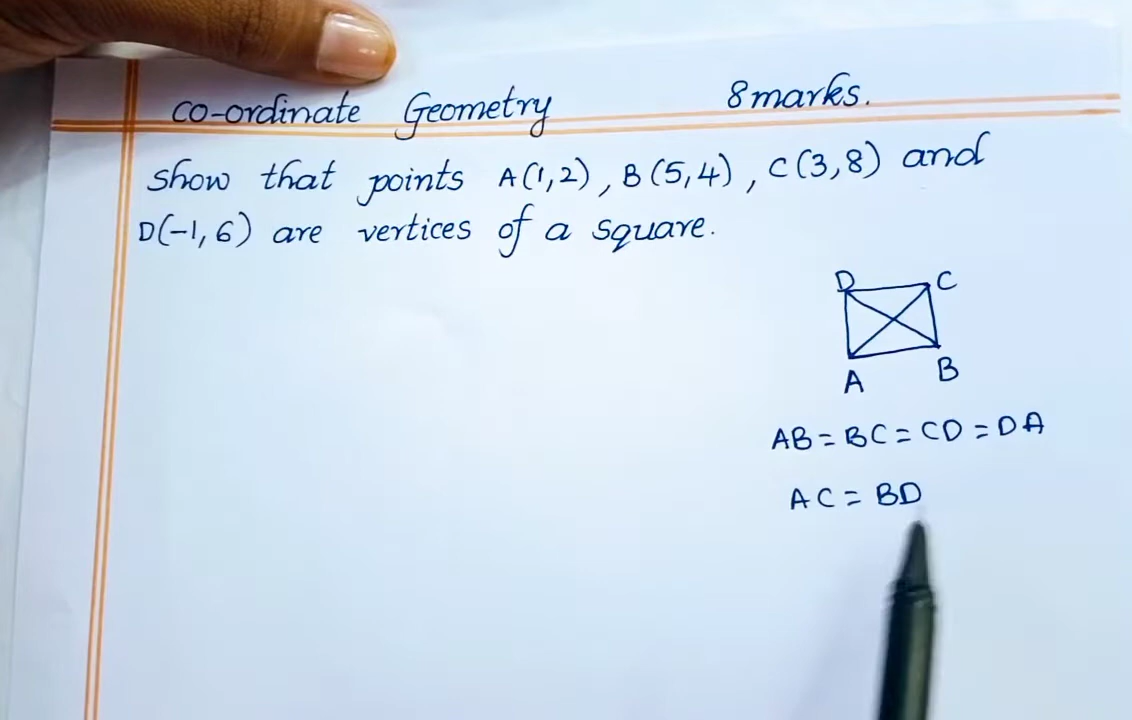 co-ordinate Geometry 8marks.
show that points A(1,2), B(5,4), C(3,8) and
D(-1,6) are vertices of a square.
D C
A B
AB = BC = CD = DA
AC = BD